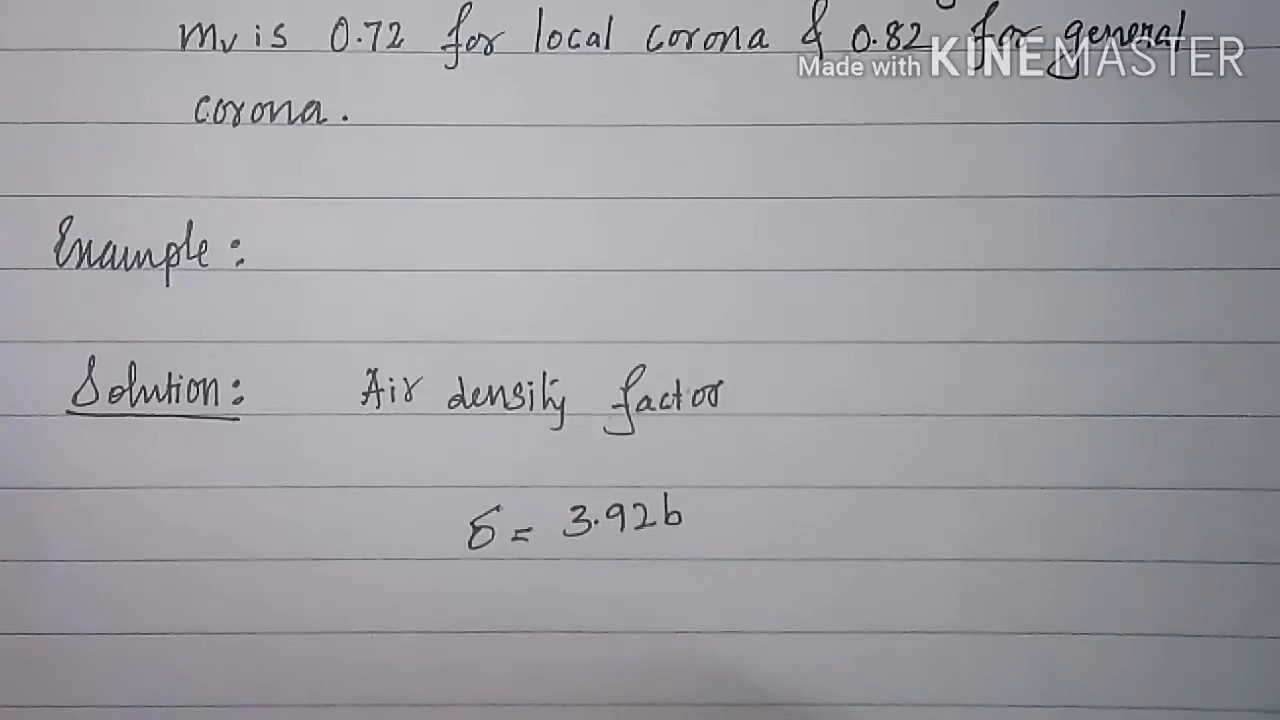 mv is 0.72 for local corona & 0.82 for general
Made with KINEMASTER
corona.
Example:
Solution: Air density factor
δ = 3.92b